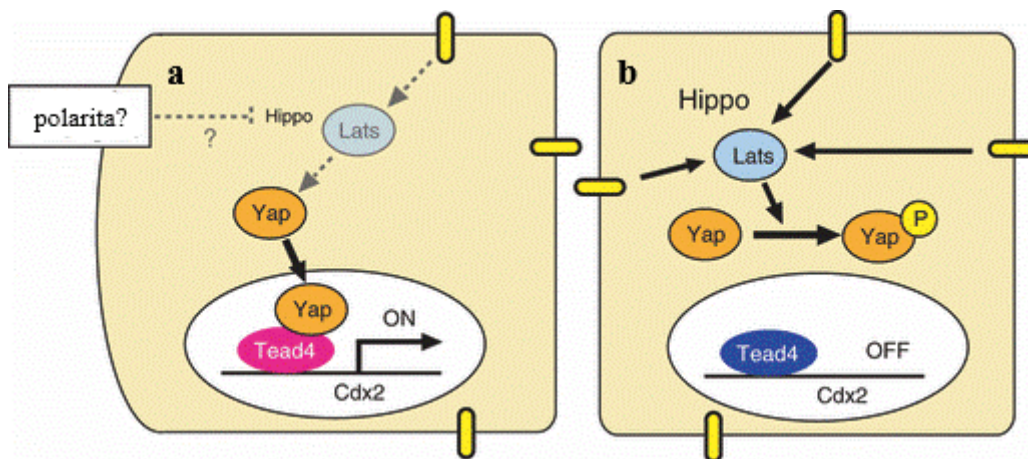 a
polarita?
?
Hippo
Lats
Yap
Yap
ON
Tead4
Cdx2
b
Hippo
Lats
Yap
Yap
P
Tead4
OFF
Cdx2